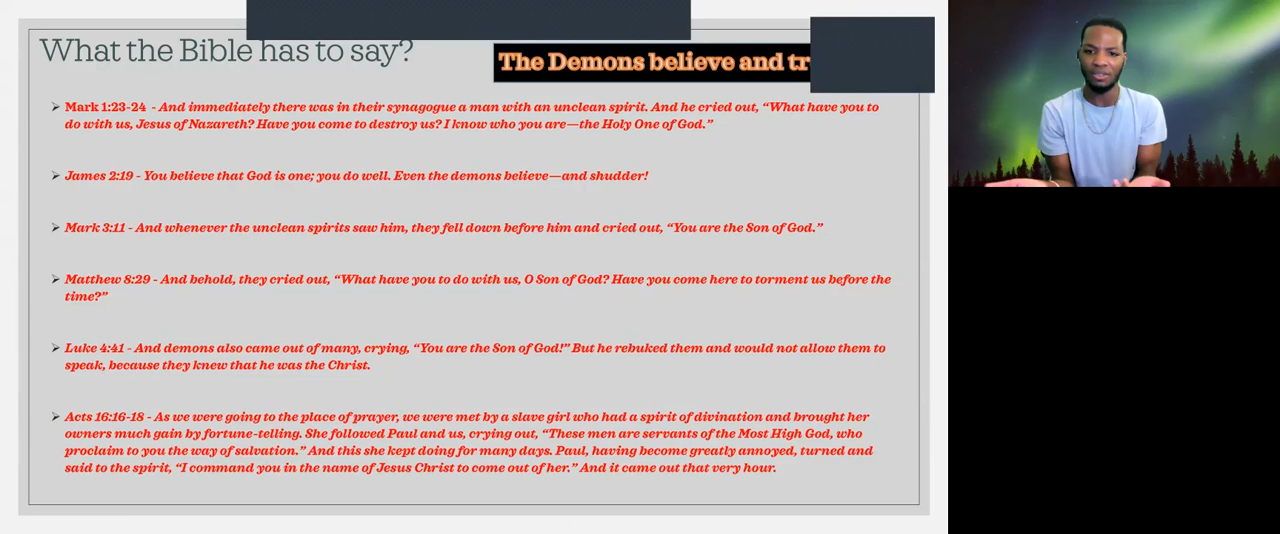 What the Bible has to say?
The Demons believe and tr
➢ Mark 1:23-24 - And immediately there was in their synagogue a man with an unclean spirit. And he cried out, “What have you to
do with us, Jesus of Nazareth? Have you come to destroy us? I know who you are—the Holy One of God.”
➢ James 2:19 - You believe that God is one; you do well. Even the demons believe—and shudder!
➢ Mark 3:11 - And whenever the unclean spirits saw him, they fell down before him and cried out, “You are the Son of God.”
➢ Matthew 8:29 - And behold, they cried out, “What have you to do with us, O Son of God? Have you come here to torment us before the
time?”
➢ Luke 4:41 - And demons also came out of many, crying, “You are the Son of God!” But he rebuked them and would not allow them to
speak, because they knew that he was the Christ.
➢ Acts 16:16-18 - As we were going to the place of prayer, we were met by a slave girl who had a spirit of divination and brought her
owners much gain by fortune-telling. She followed Paul and us, crying out, “These men are servants of the Most High God, who
proclaim to you the way of salvation.” And this she kept doing for many days. Paul, having become greatly annoyed, turned and
said to the spirit, “I command you in the name of Jesus Christ to come out of her.” And it came out that very hour.